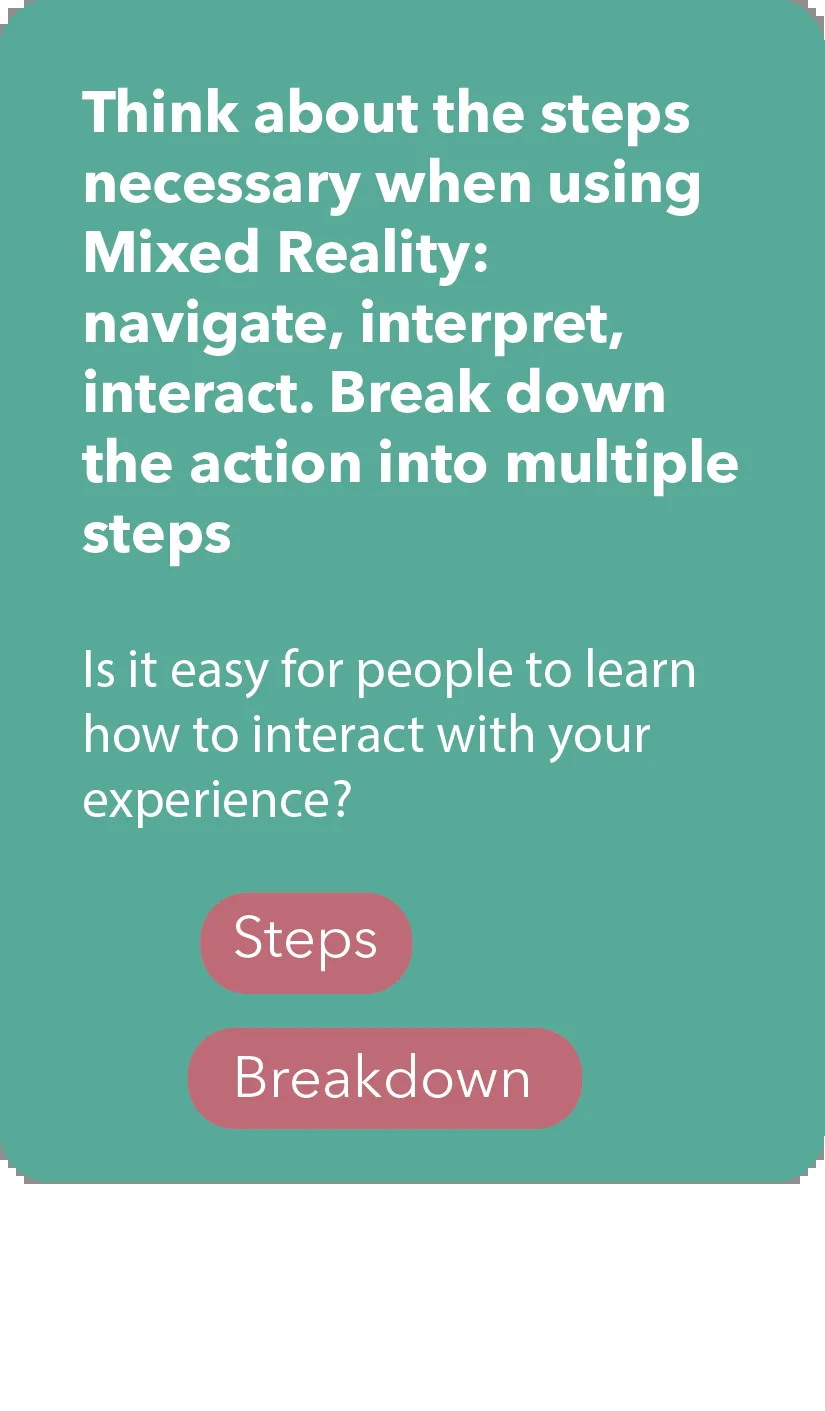 Think about the steps
necessary when using
Mixed Reality:
navigate, interpret,
interact. Break down
the action into multiple
steps
Is it easy for people to learn
how to interact with your
experience?
Steps
Breakdown